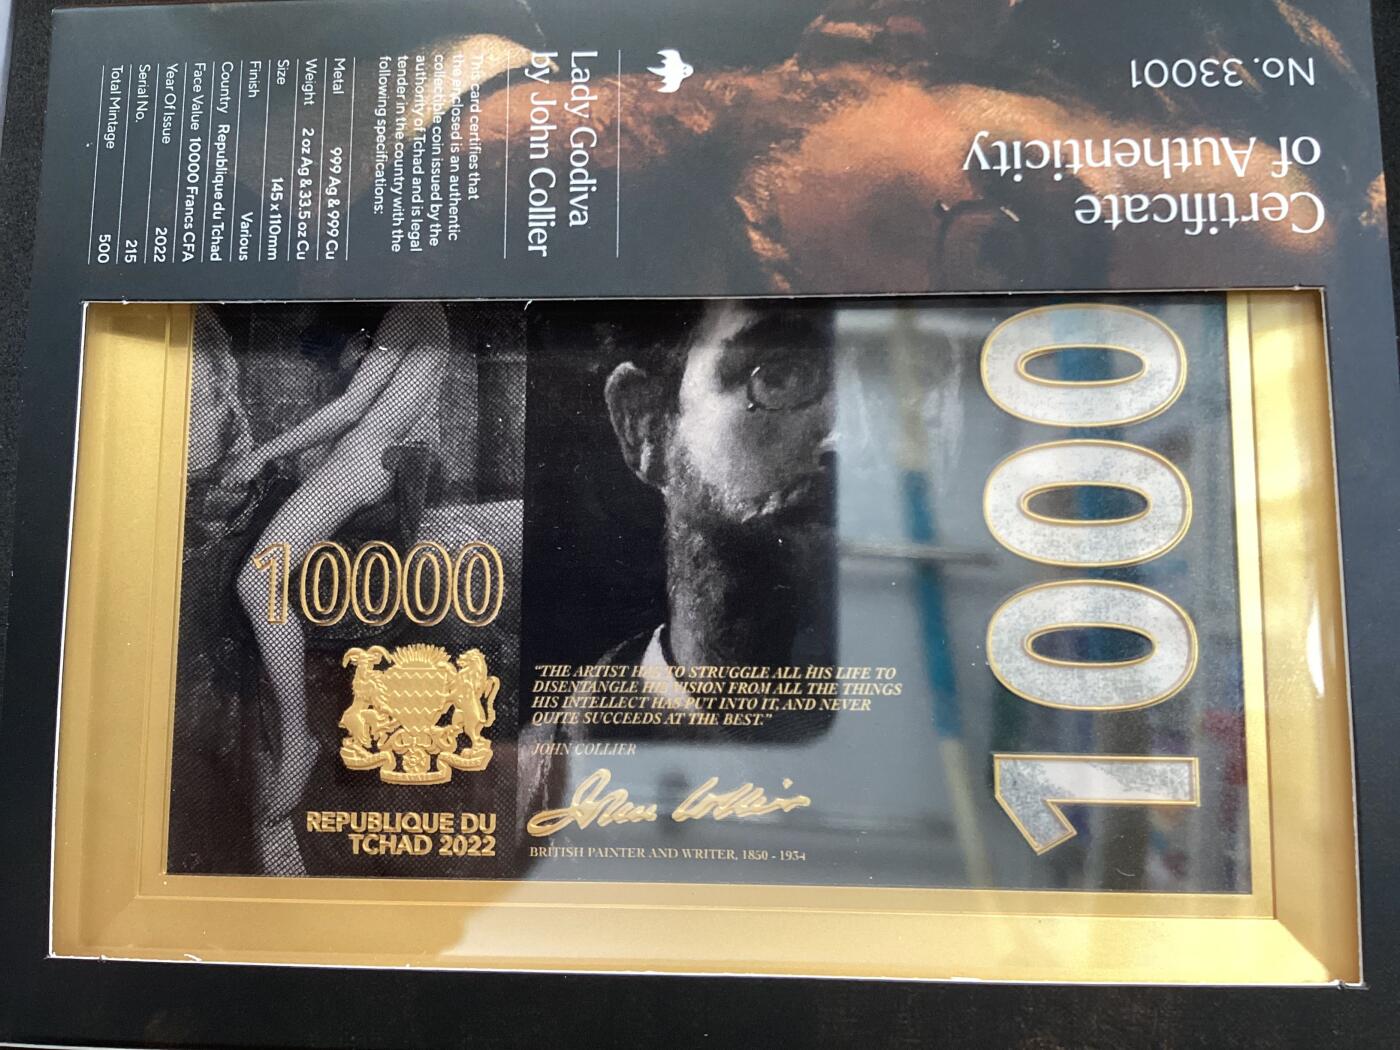 Certificate
of Authenticity
No. 33001
Lady Godiva
by John Collier
This card certifies that
the enclosed is an authentic
collectible coin issued by the
authority of Tchad and is legal
tender in the country with the
following specifications:
Metal 999 Ag & 999 Cu
Weight 2 oz Ag & 33.5 oz Cu
Size 145 x 110mm
Finish Various
Country Republique du Tchad
Face Value 10000 Francs CFA
Year Of Issue 2022
Serial No. 215
Total Mintage 500
10000
REPUBLIQUE DU
TCHAD 2022
"THE ARTIST HAS TO STRUGGLE ALL HIS LIFE TO
DISENTANGLE HIS VISION FROM ALL THE THINGS
HIS INTELLECT HAS PUT INTO IT, AND NEVER
QUITE SUCCEEDS AT THE BEST."
JOHN COLLIER
John Collier
BRITISH PAINTER AND WRITER, 1850 - 1934
1000